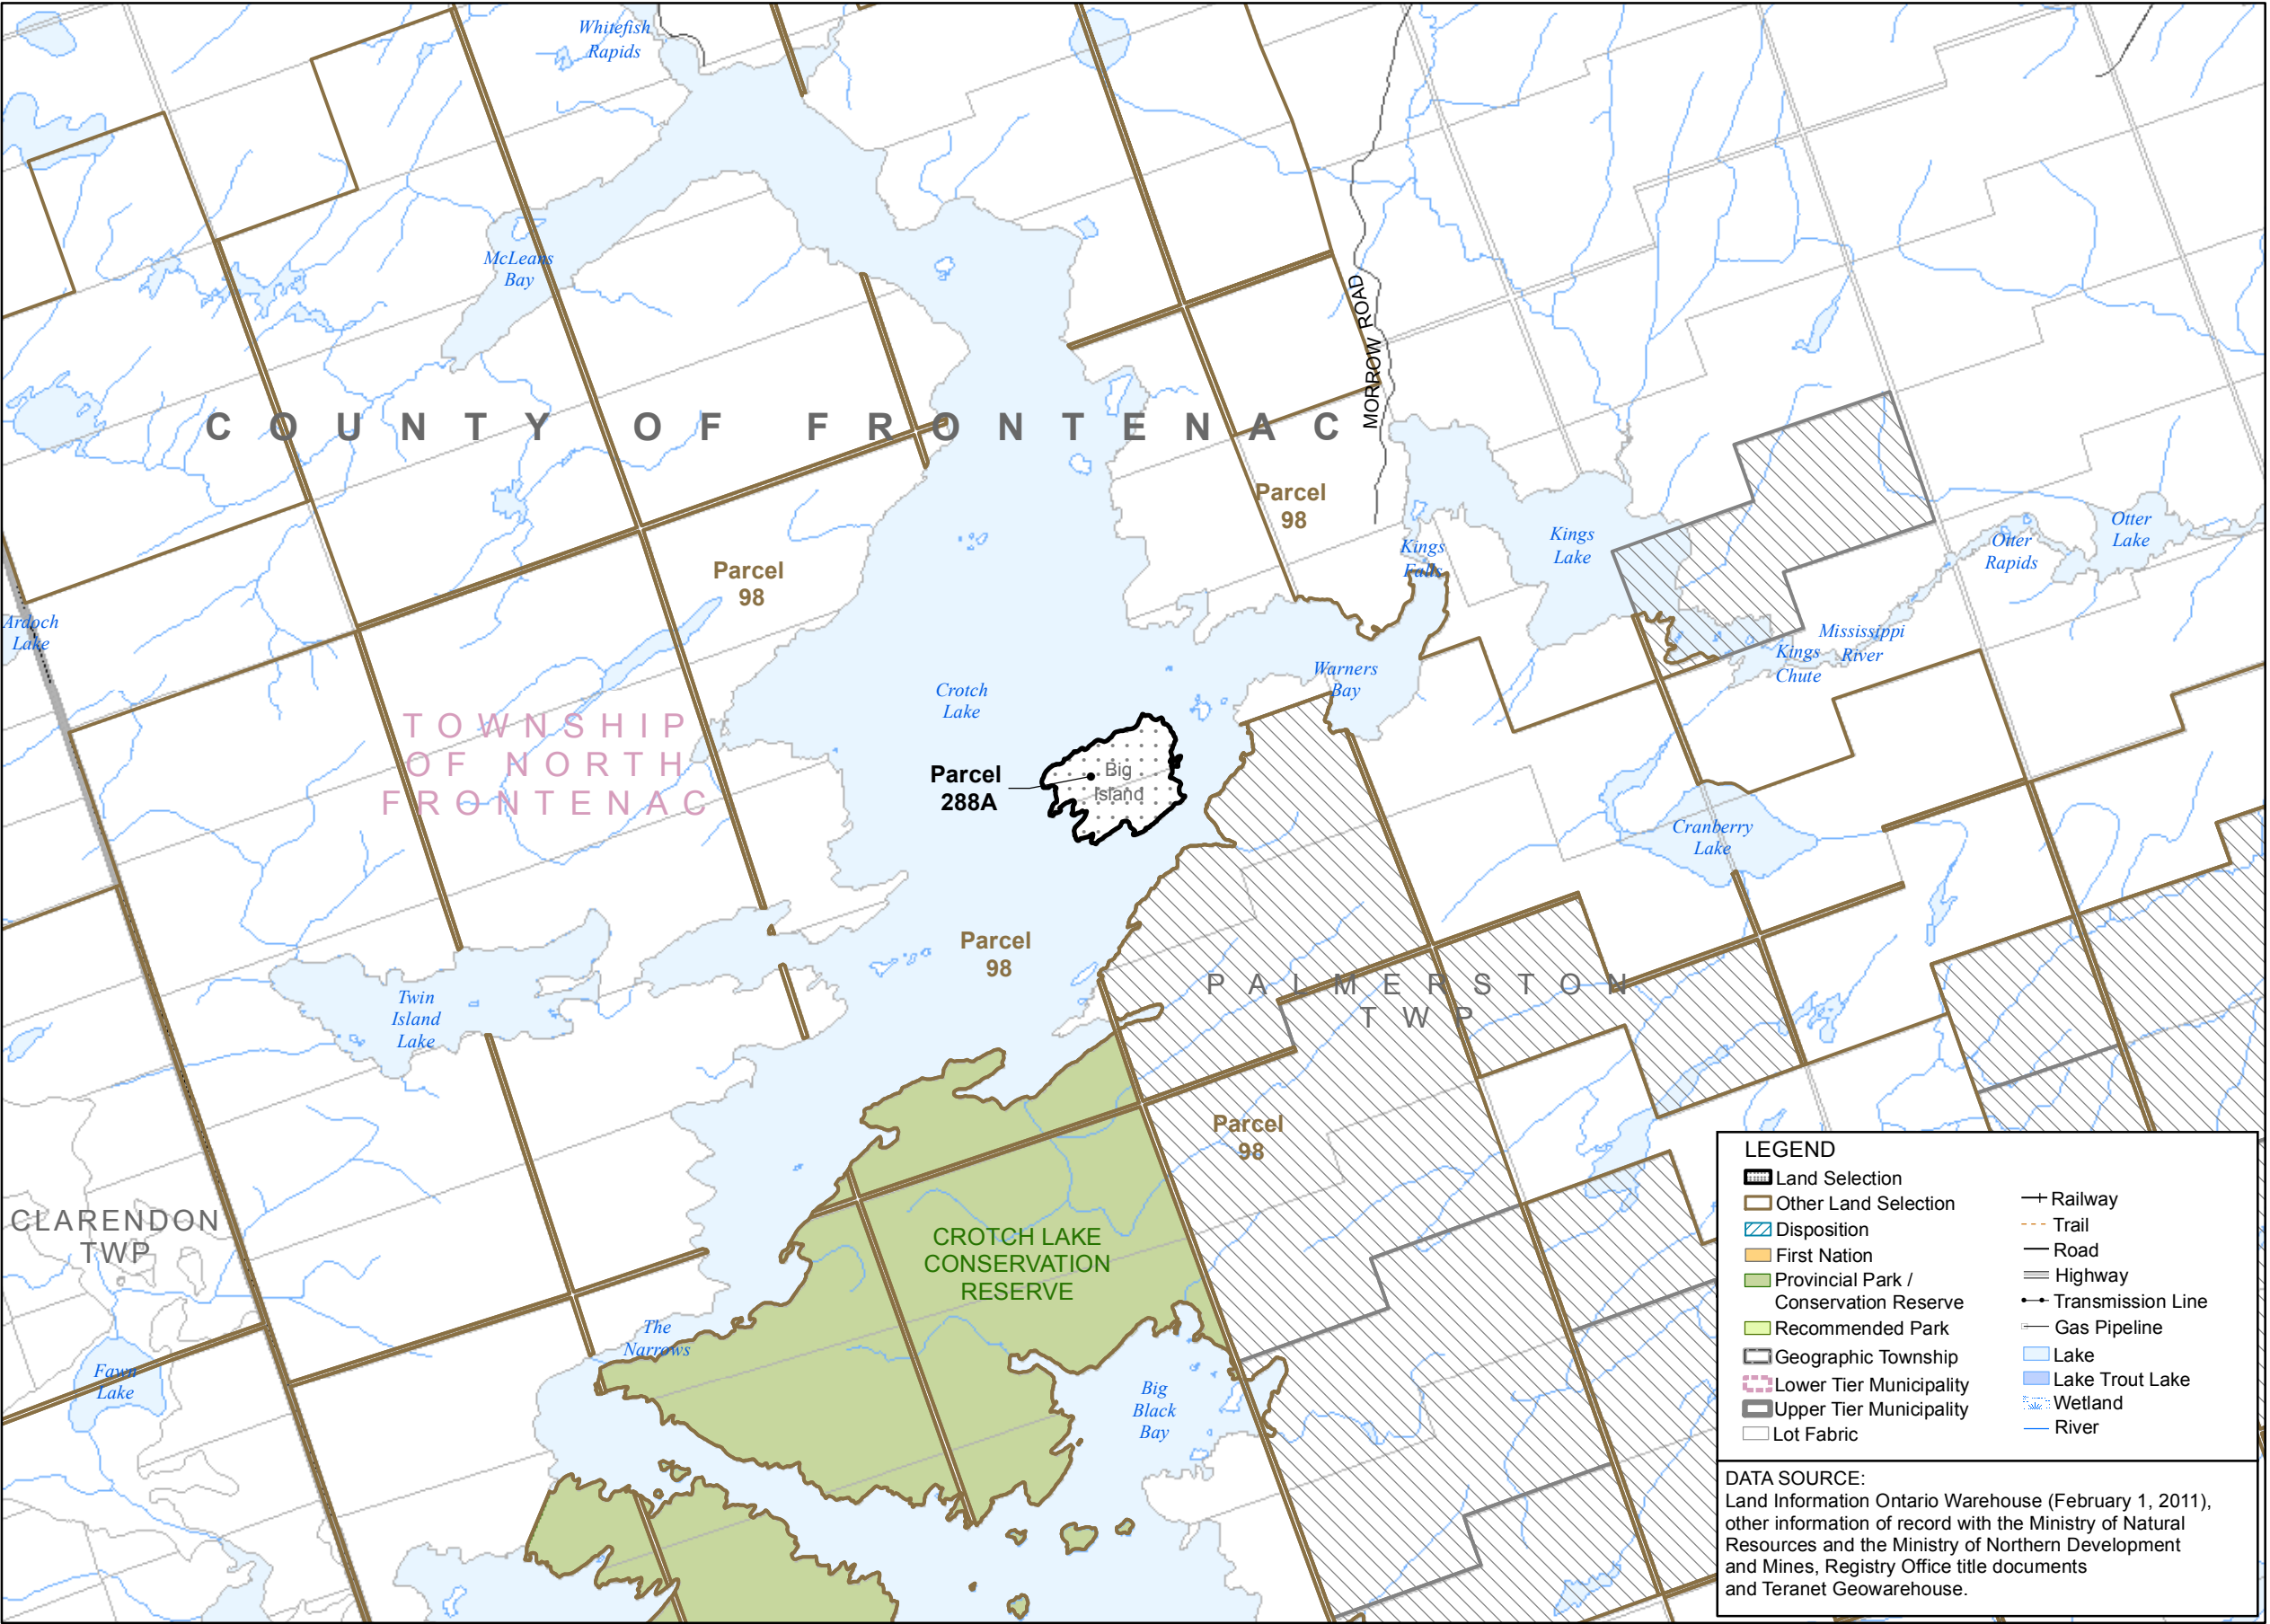 Whitefish
Rapids
McLeans
Bay
MORROW ROAD
COUNTY OF FRONTENAC
Parcel
98
Kings
Falls
Kings
Lake
Otter
Rapids
Otter
Lake
Parcel
98
Ardoch
Lake
Mississippi
River
Kings
Chute
Warners
Bay
Crotch
Lake
TOWNSHIP
OF NORTH
FRONTENAC
Parcel
288A
Big
Island
Cranberry
Lake
Parcel
98
PALMERSTON
TWP
Twin
Island
Lake
Parcel
98
CLARENDON
TWP
CROTCH LAKE
CONSERVATION
RESERVE
The
Narrows
Fawn
Lake
Big
Black
Bay
LEGEND
Land Selection
Other Land Selection
Disposition
First Nation
Provincial Park /
Conservation Reserve
Recommended Park
Geographic Township
Lower Tier Municipality
Upper Tier Municipality
Lot Fabric
Railway
Trail
Road
Highway
Transmission Line
Gas Pipeline
Lake
Lake Trout Lake
Wetland
River
DATA SOURCE:
Land Information Ontario Warehouse (February 1, 2011),
other information of record with the Ministry of Natural
Resources and the Ministry of Northern Development
and Mines, Registry Office title documents
and Teranet Geowarehouse.